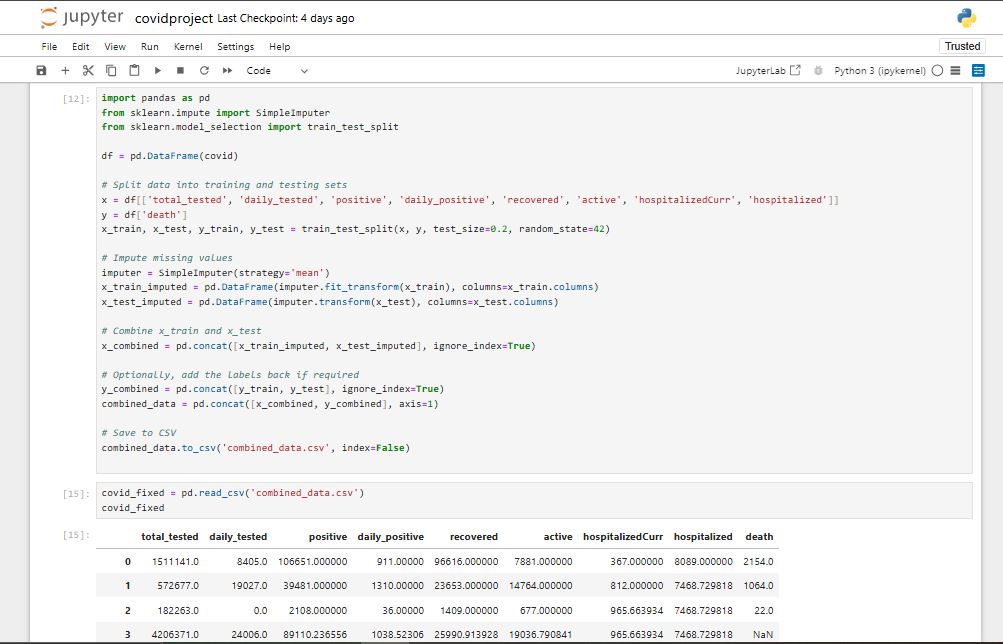 jupyter covidproject Last Checkpoint: 4 days ago
File Edit View Run Kernel Settings Help Trusted
Code JupyterLab Python 3 (ipykernel)
[12]: import pandas as pd
from sklearn.impute import SimpleImputer
from sklearn.model_selection import train_test_split
df = pd.DataFrame(covid)
# Split data into training and testing sets
x = df[['total_tested', 'daily_tested', 'positive', 'daily_positive', 'recovered', 'active', 'hospitalizedCurr', 'hospitalized']]
y = df['death']
x_train, x_test, y_train, y_test = train_test_split(x, y, test_size=0.2, random_state=42)
# Impute missing values
imputer = SimpleImputer(strategy='mean')
x_train_imputed = pd.DataFrame(imputer.fit_transform(x_train), columns=x_train.columns)
x_test_imputed = pd.DataFrame(imputer.transform(x_test), columns=x_test.columns)
# Combine x_train and x_test
x_combined = pd.concat([x_train_imputed, x_test_imputed], ignore_index=True)
# Optionally, add the labels back if required
y_combined = pd.concat([y_train, y_test], ignore_index=True)
combined_data = pd.concat([x_combined, y_combined], axis=1)
# Save to CSV
combined_data.to_csv('combined_data.csv', index=False)
[15]: covid_fixed = pd.read_csv('combined_data.csv')
covid_fixed
[15]: total_tested daily_tested positive daily_positive recovered active hospitalizedCurr hospitalized death
0 1511141.0 8405.0 106651.000000 911.00000 96616.000000 7881.000000 367.000000 8089.000000 2154.0
1 572677.0 19027.0 39481.000000 1310.00000 23653.000000 14764.000000 812.000000 7468.729818 1064.0
2 182263.0 0.0 2108.000000 36.00000 1409.000000 677.000000 965.663934 7468.729818 22.0
3 4206371.0 24006.0 89110.236556 1038.52306 25990.913928 19036.790841 965.663934 7468.729818 NaN